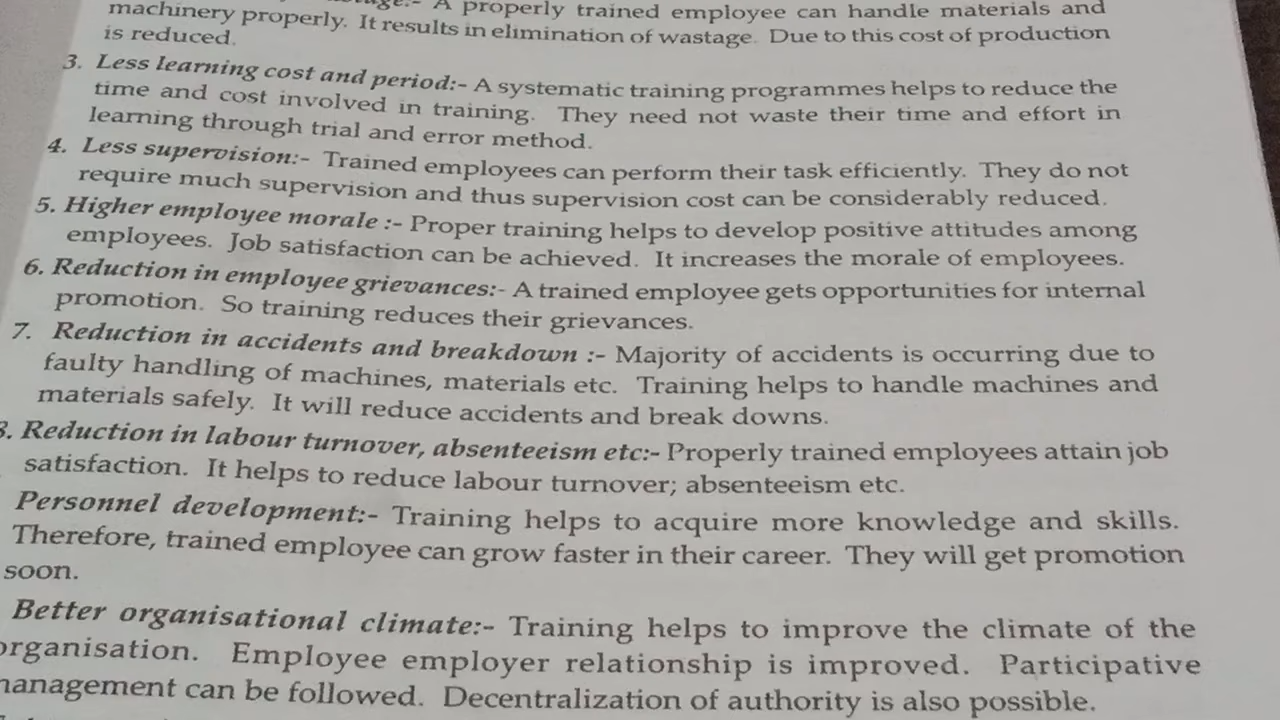 A properly trained employee can handle materials and
machinery properly. It results in elimination of wastage. Due to this cost of production
is reduced.
3. Less learning cost and period:- A systematic training programmes helps to reduce the
time and cost involved in training. They need not waste their time and effort in
learning through trial and error method.
4. Less supervision:- Trained employees can perform their task efficiently. They do not
require much supervision and thus supervision cost can be considerably reduced.
5. Higher employee morale :- Proper training helps to develop positive attitudes among
employees. Job satisfaction can be achieved. It increases the morale of employees.
6. Reduction in employee grievances:- A trained employee gets opportunities for internal
promotion. So training reduces their grievances.
7. Reduction in accidents and breakdown :- Majority of accidents is occurring due to
faulty handling of machines, materials etc. Training helps to handle machines and
materials safely. It will reduce accidents and break downs.
8. Reduction in labour turnover, absenteeism etc:- Properly trained employees attain job
satisfaction. It helps to reduce labour turnover; absenteeism etc.
Personnel development:- Training helps to acquire more knowledge and skills.
Therefore, trained employee can grow faster in their career. They will get promotion
soon.
Better organisational climate:- Training helps to improve the climate of the
organisation. Employee employer relationship is improved. Participative
management can be followed. Decentralization of authority is also possible.